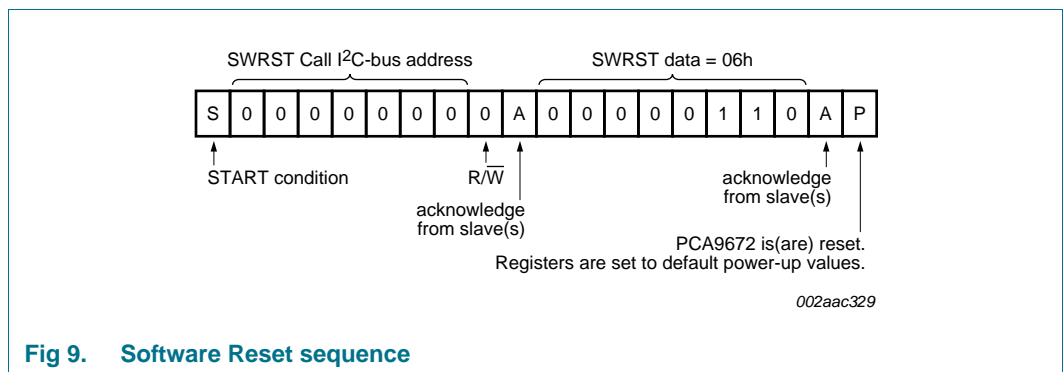 SWRST Call I2C-bus address SWRST data = 06h
S 0 0 0 0 0 0 0 0 A 0 0 0 0 0 1 1 0 A P
START condition R/W acknowledge
acknowledge from slave(s)
from slave(s)
PCA9672 is(are) reset.
Registers are set to default power-up values.
002aac329
Fig 9. Software Reset sequence